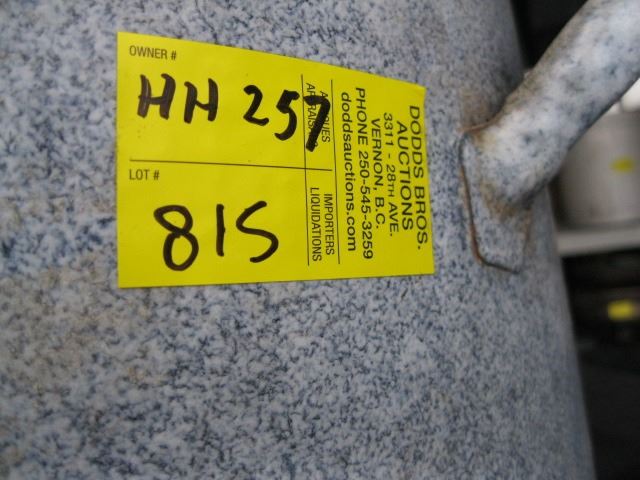 OWNER #
HH 257
LOT #
815
ANTIQUES
APPRAISALS
IMPORTERS
LIQUIDATIONS
DODDS BROS.
AUCTIONS
3311 - 28TH AVE.
VERNON, B.C.
PHONE 250-545-3259
doddsauctions.com